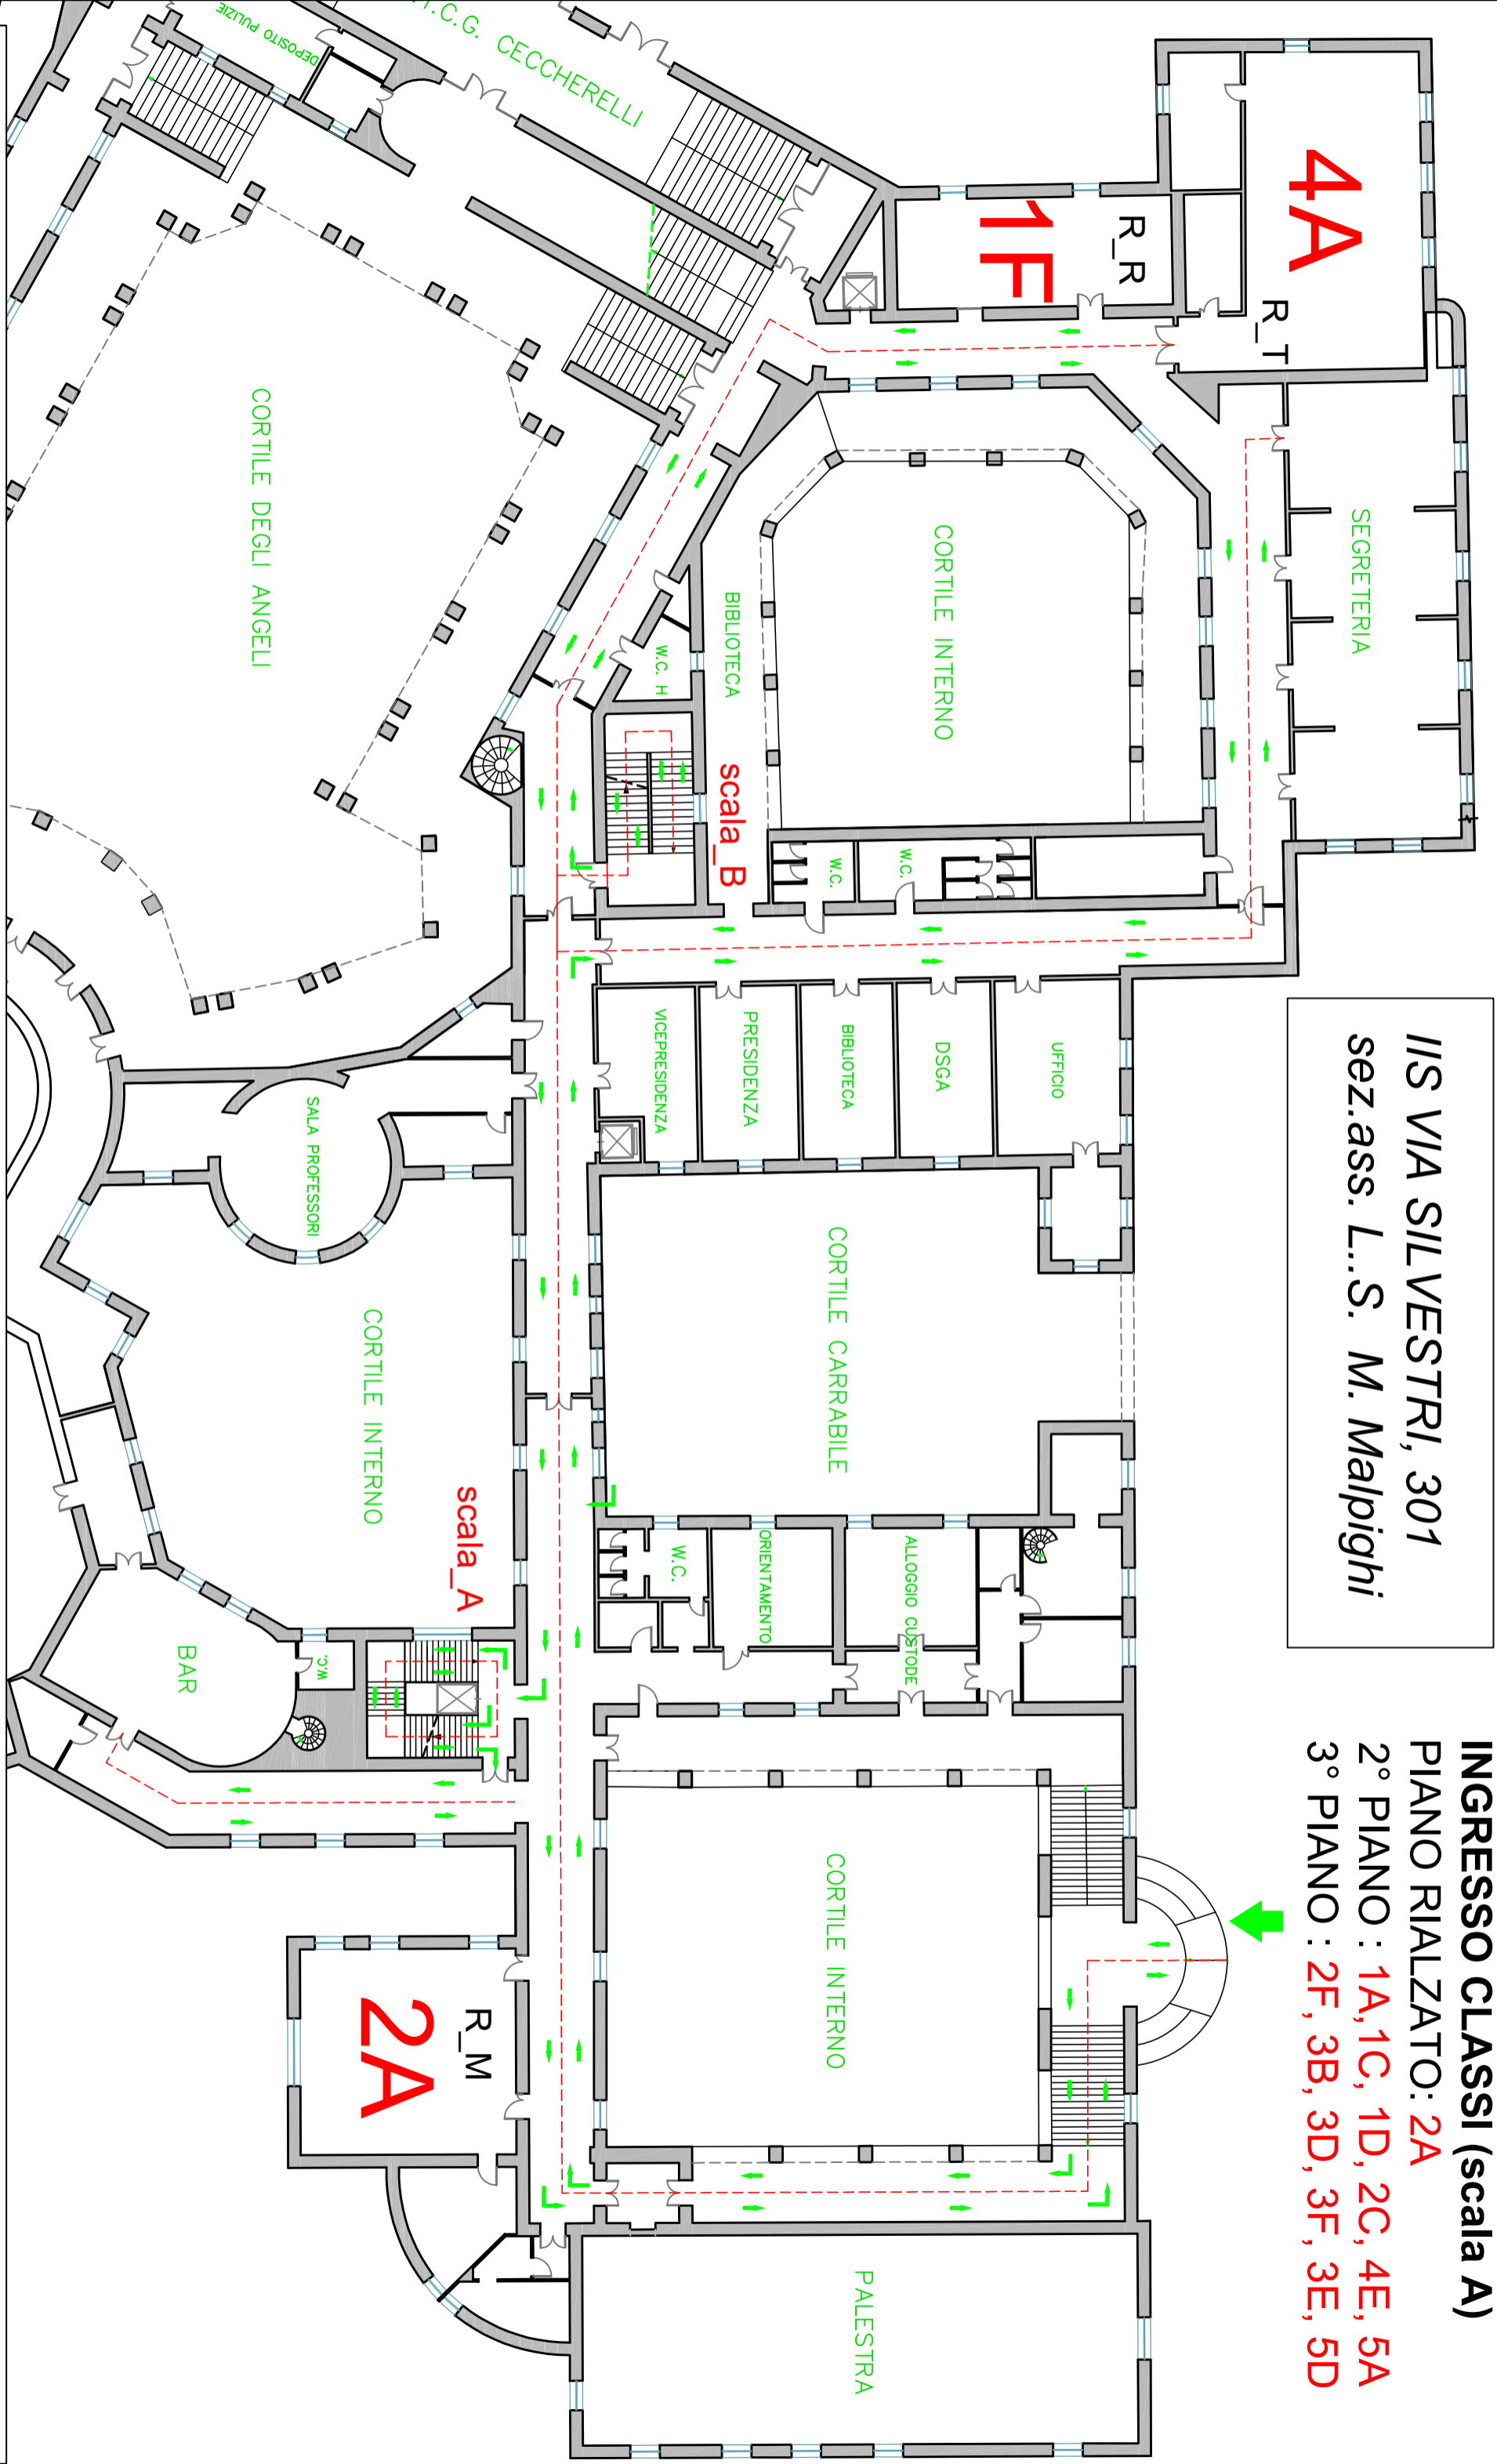 IIS VIA SILVESTRI, 301
sez.ass. L..S. M. Malpighi
INGRESSO CLASSI (scala A)
PIANO RIALZATO: 2A
2° PIANO : 1A,1C, 1D, 2C, 4E, 5A
3° PIANO : 2F, 3B, 3D, 3F, 3E, 5D
4A
R_T
SEGRETERIA
R_R
1F
CORTILE INTERNO
BIBLIOTECA
W.C. H
scala_B
W.C.
W.C.
UFFICIO
DSGA
BIBLIOTECA
PRESIDENZA
VICEPRESIDENZA
CORTILE CARRABILE
ALLOGGIO CUSTODE
ORIENTAMENTO
W.C.
CORTILE INTERNO
PALESTRA
.C.G. CECCHERELLI
DEPOSITO PULIZIE
CORTILE DEGLI ANGELI
SALA PROFESSORI
CORTILE INTERNO
scala_A
W.C.
BAR
R_M
2A